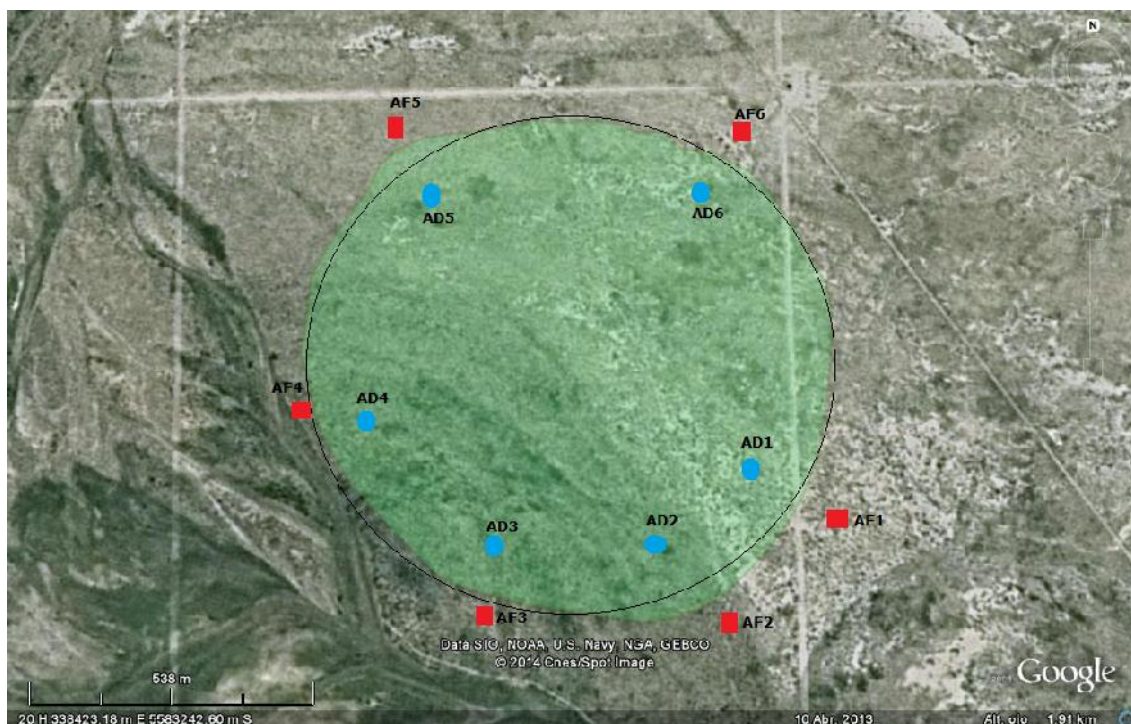 N
AF5
AF6
AD5
AD6
AF4
AD4
AD1
AF1
AD2
AD3
AF3
AF2
Data SIO, NOAA, U.S. Navy, NGA, GEBCO
© 2014 Cnes/Spot Image
Google
538 m
20 H 336423.18 m E 5583242.60 m S
10 Abr, 2013
Alt. ojo 1.91 km